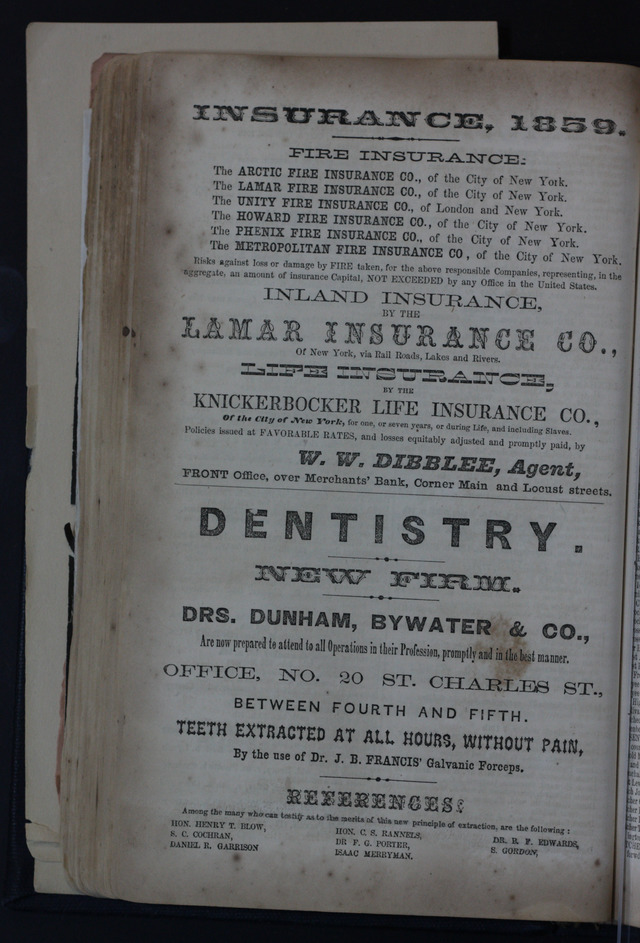 INSURANCE, 1859.
FIRE INSURANCE:
The ARCTIC FIRE INSURANCE CO., of the City of New York.
The LAMAR FIRE INSURANCE CO., of the City of New York.
The UNITY FIRE INSURANCE CO., of London and New York.
The HOWARD FIRE INSURANCE CO., of the City of New York.
The PHENIX FIRE INSURANCE CO., of the City of New York.
The METROPOLITAN FIRE INSURANCE CO, of the City of New York.
Risks against loss or damage by FIRE taken, for the above responsible Companies, representing, in the
aggregate, an amount of insurance Capital, NOT EXCEEDED by any Office in the United States.
INLAND INSURANCE,
BY THE
LAMAR INSURANCE CO.,
Of New York, via Rail Roads, Lakes and Rivers.
LIFE INSURANCE,
BY THE
KNICKERBOCKER LIFE INSURANCE CO.,
Of the City of New York, for one, or seven years, or during Life, and including Slaves.
Policies issued at FAVORABLE RATES, and losses equitably adjusted and promptly paid, by
W. W. DIBBLEE, Agent,
FRONT Office, over Merchants' Bank, Corner Main and Locust streets.
DENTISTRY.
NEW FIRM.
DRS. DUNHAM, BYWATER & CO.,
Are now prepared to attend to all Operations in their Profession, promptly and in the best manner.
OFFICE, NO. 20 ST. CHARLES ST.,
BETWEEN FOURTH AND FIFTH.
TEETH EXTRACTED AT ALL HOURS, WITHOUT PAIN,
By the use of Dr. J. B. FRANCIS' Galvanic Forceps.
REFERENCES:
Among the many who can testify as to the merits of this new principle of extraction, are the following:
HON. HENRY T. BLOW, HON. C. S. RANNELS, DR. R. F. EDWARDS,
S. C. COCHRAN, DR F. G. PORTER, S. GORDON,
DANIEL R. GARRISON ISAAC MERRYMAN.